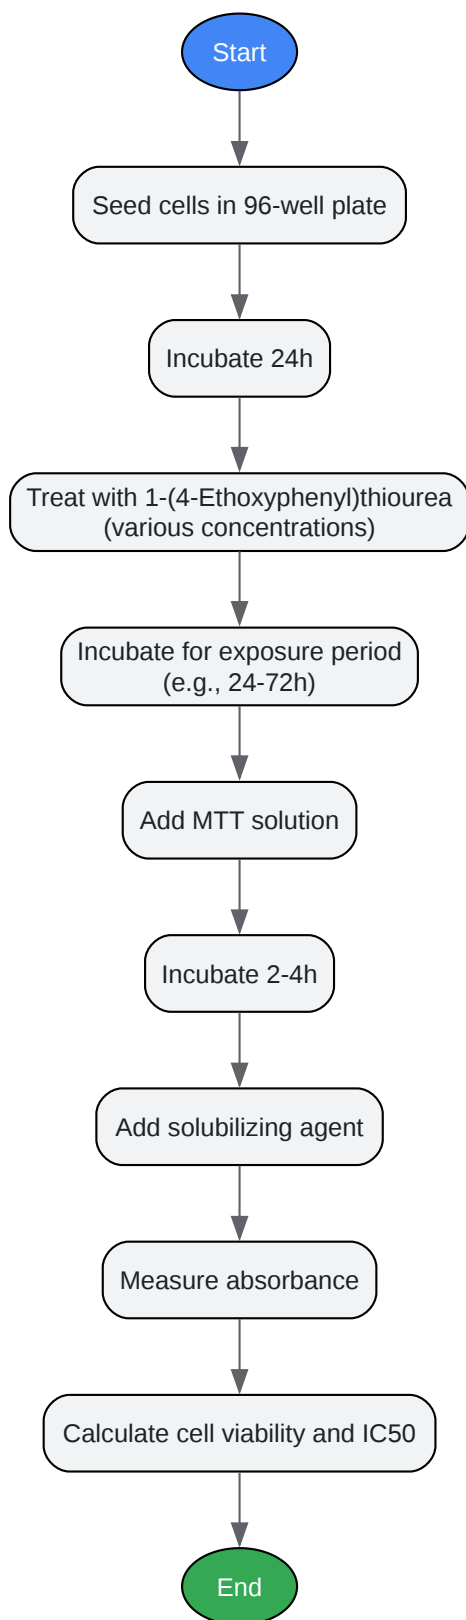 Start
Seed cells in 96-well plate
Incubate 24h
Treat with 1-(4-Ethoxyphenyl)thiourea
(various concentrations)
Incubate for exposure period
(e.g., 24-72h)
Add MTT solution
Incubate 2-4h
Add solubilizing agent
Measure absorbance
Calculate cell viability and IC50
End